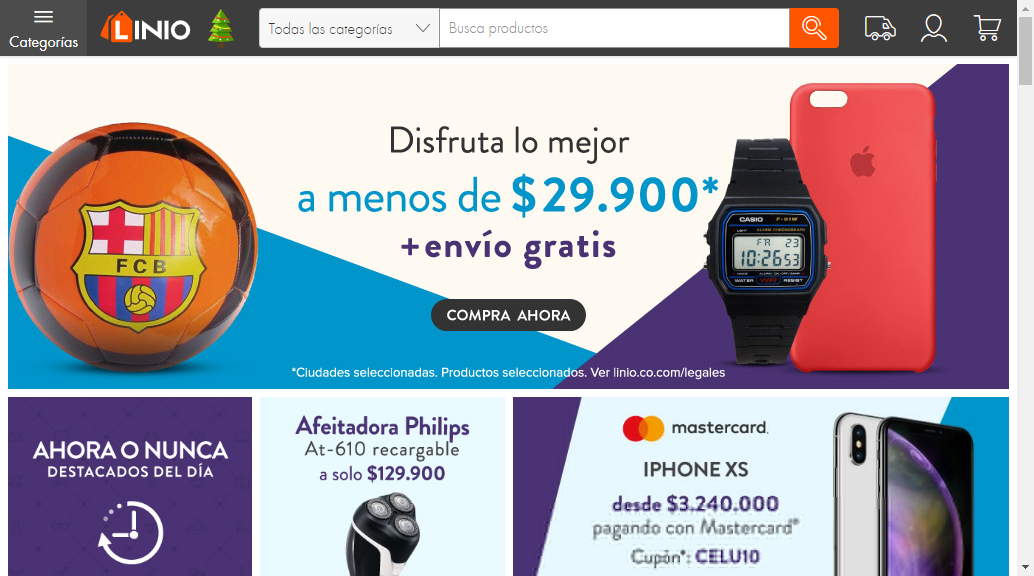 Categorías
LINIO
Todas las categorías
Busca productos
Disfruta lo mejor
a menos de $29.900*
+envío gratis
COMPRA AHORA
*Ciudades seleccionadas. Productos seleccionados. Ver linio.co.com/legales
FCB
CASIO F-91W
LIGHT ALARM CHRONOGRAPH
FR 23
10:26 53
WATER WR RESIST
AHORA O NUNCA
DESTACADOS DEL DÍA
Afeitadora Philips
At-610 recargable
a solo $129.900
mastercard.
IPHONE XS
desde $3.240.000
pagando con Mastercard*
Cupón*: CELU10